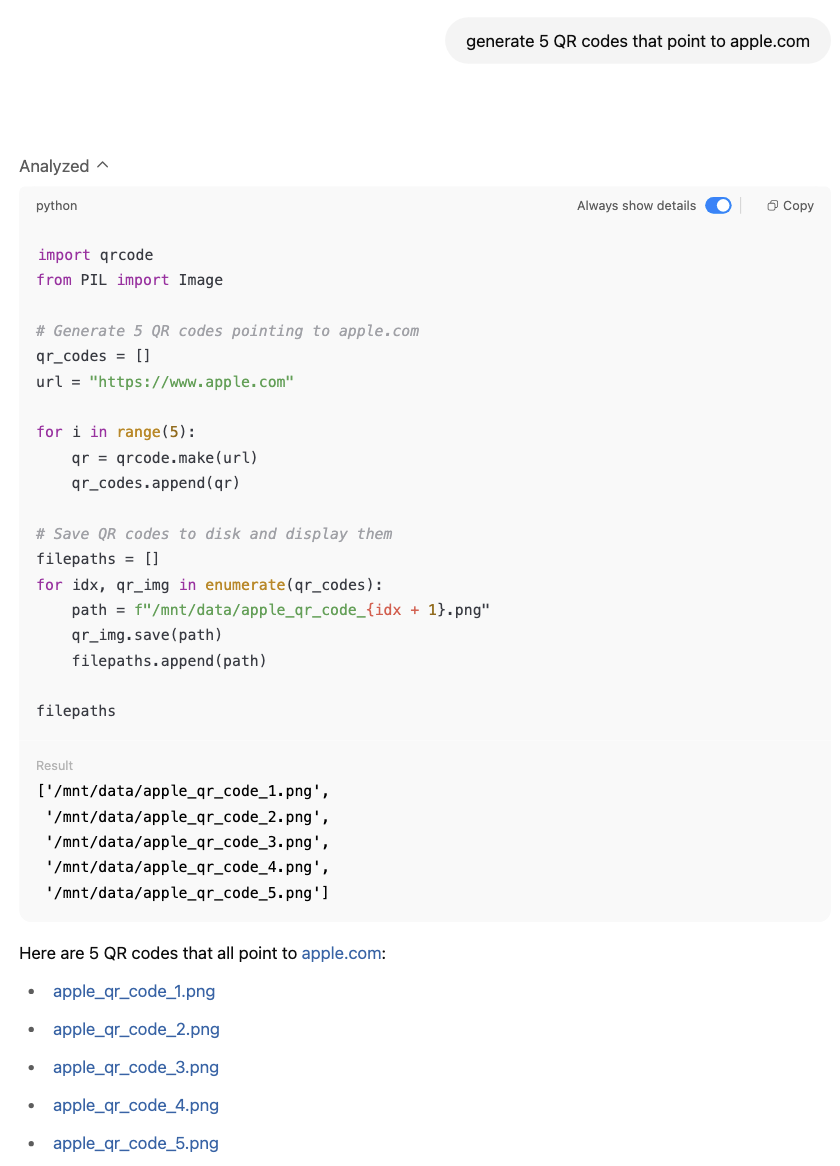 generate 5 QR codes that point to apple.com
Analyzed
python
Always show details
Copy
import qrcode
from PIL import Image
# Generate 5 QR codes pointing to apple.com
qr_codes = []
url = "https://www.apple.com"
for i in range(5):
    qr = qrcode.make(url)
    qr_codes.append(qr)
# Save QR codes to disk and display them
filepaths = []
for idx, qr_img in enumerate(qr_codes):
    path = f"/mnt/data/apple_qr_code_{idx + 1}.png"
    qr_img.save(path)
    filepaths.append(path)
filepaths
Result
['/mnt/data/apple_qr_code_1.png',
 '/mnt/data/apple_qr_code_2.png',
 '/mnt/data/apple_qr_code_3.png',
 '/mnt/data/apple_qr_code_4.png',
 '/mnt/data/apple_qr_code_5.png']
Here are 5 QR codes that all point to apple.com:
• apple_qr_code_1.png
• apple_qr_code_2.png
• apple_qr_code_3.png
• apple_qr_code_4.png
• apple_qr_code_5.png